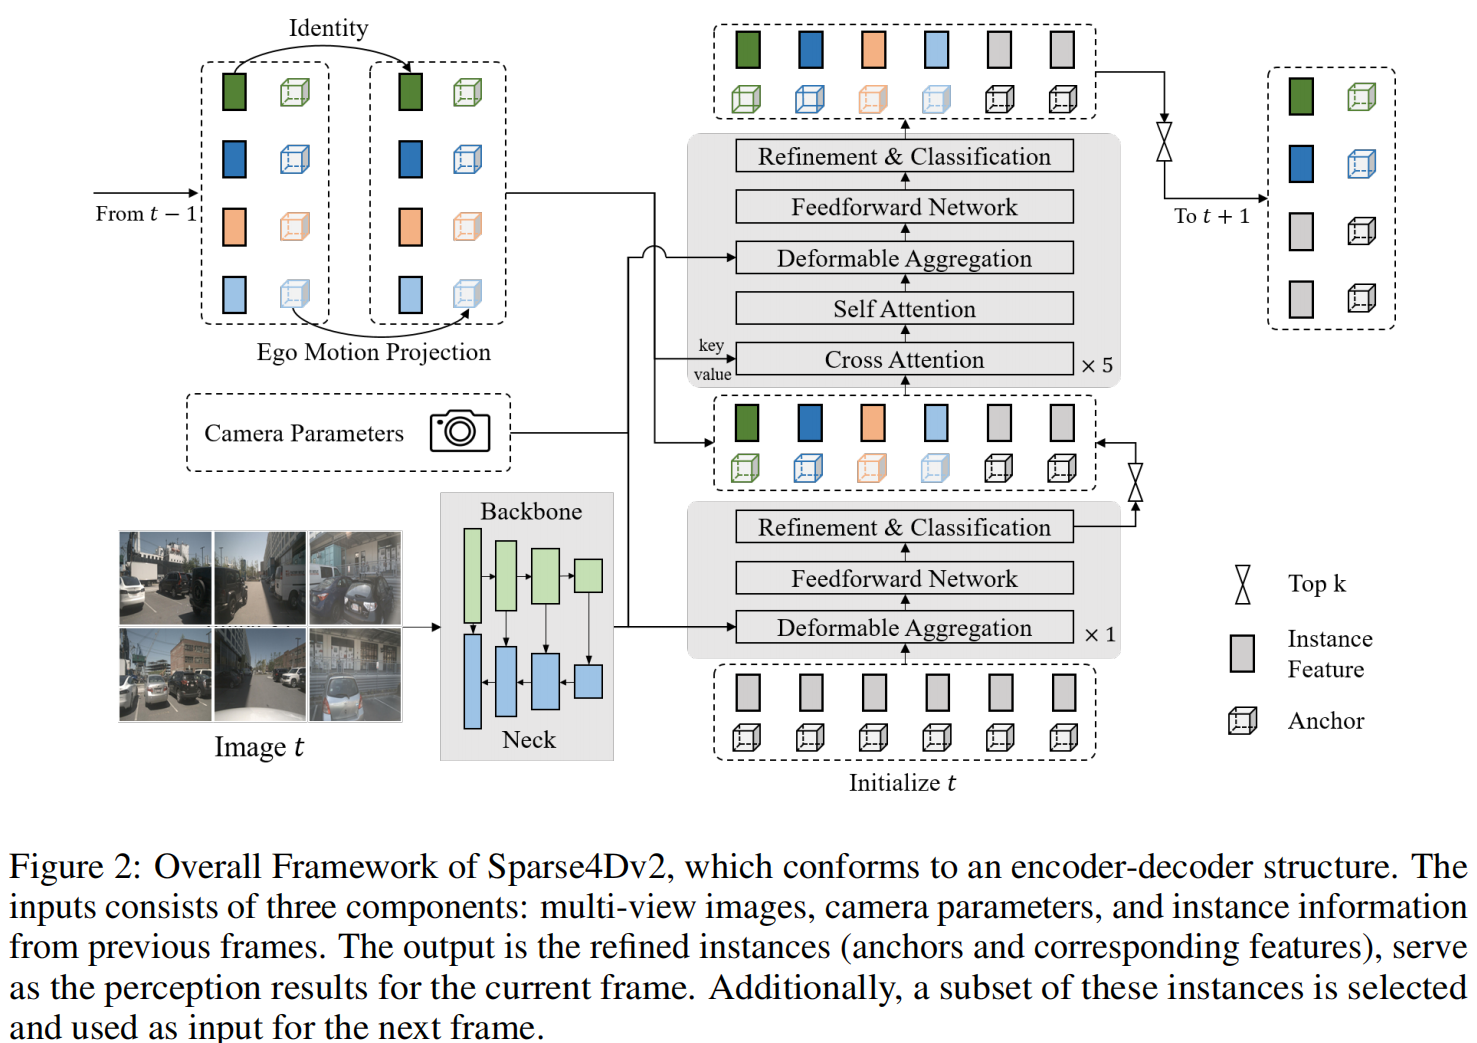 Identity
From t − 1
Ego Motion Projection
Camera Parameters
Image t
Backbone
Neck
Refinement & Classification
Feedforward Network
Deformable Aggregation
Self Attention
key
value
Cross Attention
× 5
Refinement & Classification
Feedforward Network
Deformable Aggregation
× 1
Initialize t
To t + 1
Top k
Instance
Feature
Anchor
Figure 2: Overall Framework of Sparse4Dv2, which conforms to an encoder-decoder structure. The
inputs consists of three components: multi-view images, camera parameters, and instance information
from previous frames. The output is the refined instances (anchors and corresponding features), serve
as the perception results for the current frame. Additionally, a subset of these instances is selected
and used as input for the next frame.